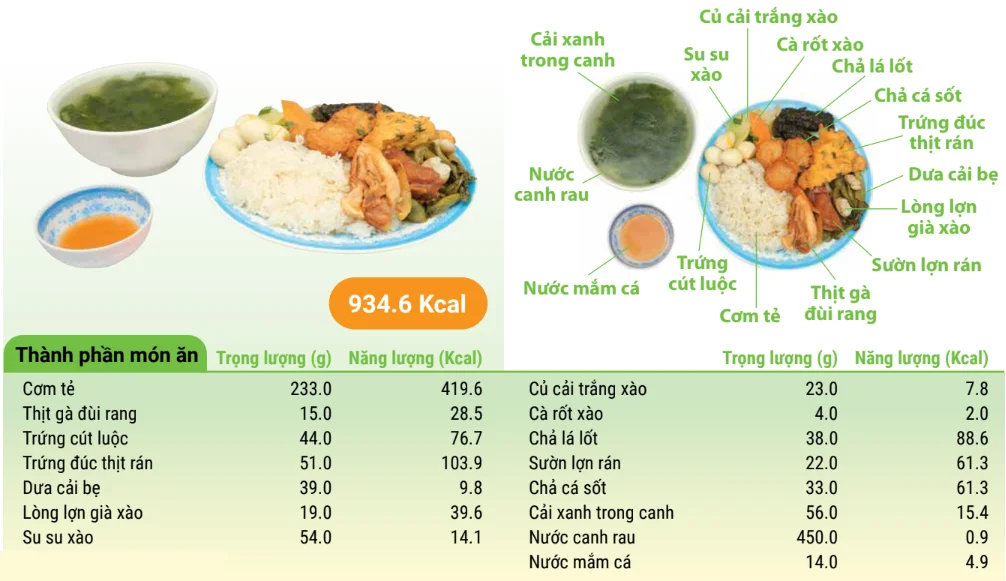 Củ cải trắng xào
Cải xanh
trong canh
Su su
xào
Cà rốt xào
Chả lá lốt
Chả cá sốt
Trứng đúc
thịt rán
Dưa cải bẹ
Nước
canh rau
Lòng lợn
già xào
Sườn lợn rán
Nước mắm cá
Trứng
cút luộc
Thịt gà
đùi rang
Cơm tẻ
934.6 Kcal
Thành phần món ăn Trọng lượng (g) Năng lượng (Kcal)
Cơm tẻ 233.0 419.6
Thịt gà đùi rang 15.0 28.5
Trứng cút luộc 44.0 76.7
Trứng đúc thịt rán 51.0 103.9
Dưa cải bẹ 39.0 9.8
Lòng lợn già xào 19.0 39.6
Su su xào 54.0 14.1
Trọng lượng (g) Năng lượng (Kcal)
Củ cải trắng xào 23.0 7.8
Cà rốt xào 4.0 2.0
Chả lá lốt 38.0 88.6
Sườn lợn rán 22.0 61.3
Chả cá sốt 33.0 61.3
Cải xanh trong canh 56.0 15.4
Nước canh rau 450.0 0.9
Nước mắm cá 14.0 4.9